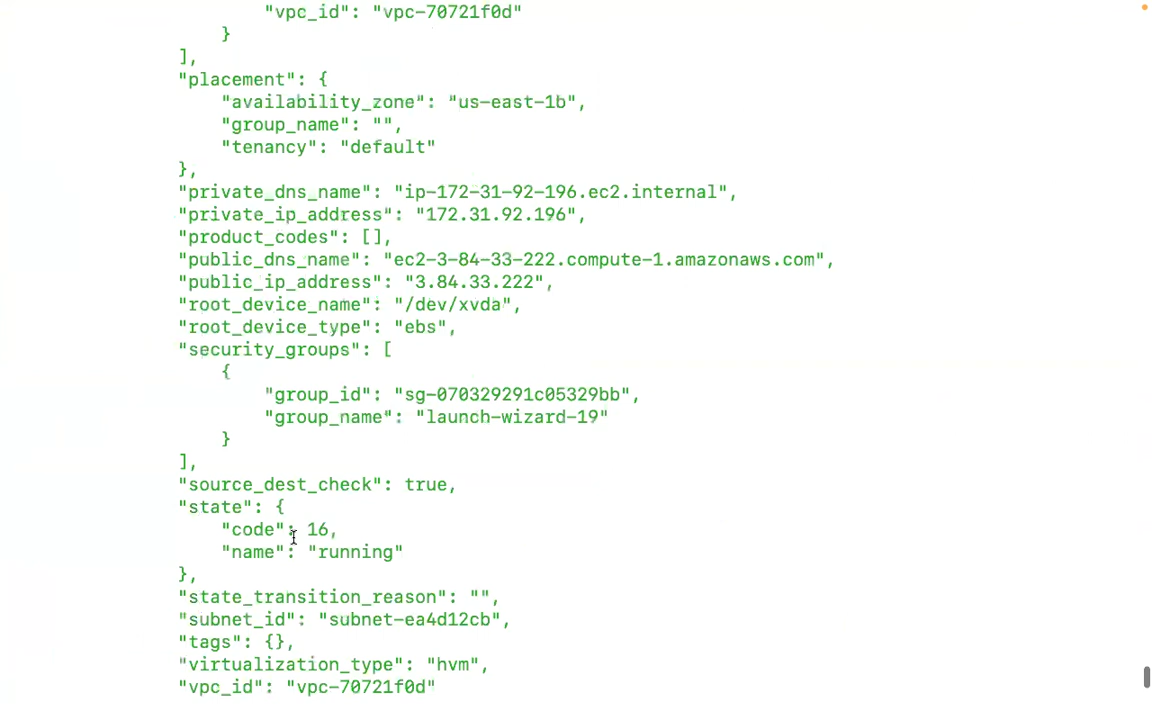 "vpc_id": "vpc-70721f0d"
}
],
"placement": {
"availability_zone": "us-east-1b",
"group_name": "",
"tenancy": "default"
},
"private_dns_name": "ip-172-31-92-196.ec2.internal",
"private_ip_address": "172.31.92.196",
"product_codes": [],
"public_dns_name": "ec2-3-84-33-222.compute-1.amazonaws.com",
"public_ip_address": "3.84.33.222",
"root_device_name": "/dev/xvda",
"root_device_type": "ebs",
"security_groups": [
{
"group_id": "sg-070329291c05329bb",
"group_name": "launch-wizard-19"
}
],
"source_dest_check": true,
"state": {
"code": 16,
"name": "running"
},
"state_transition_reason": "",
"subnet_id": "subnet-ea4d12cb",
"tags": {},
"virtualization_type": "hvm",
"vpc_id": "vpc-70721f0d"